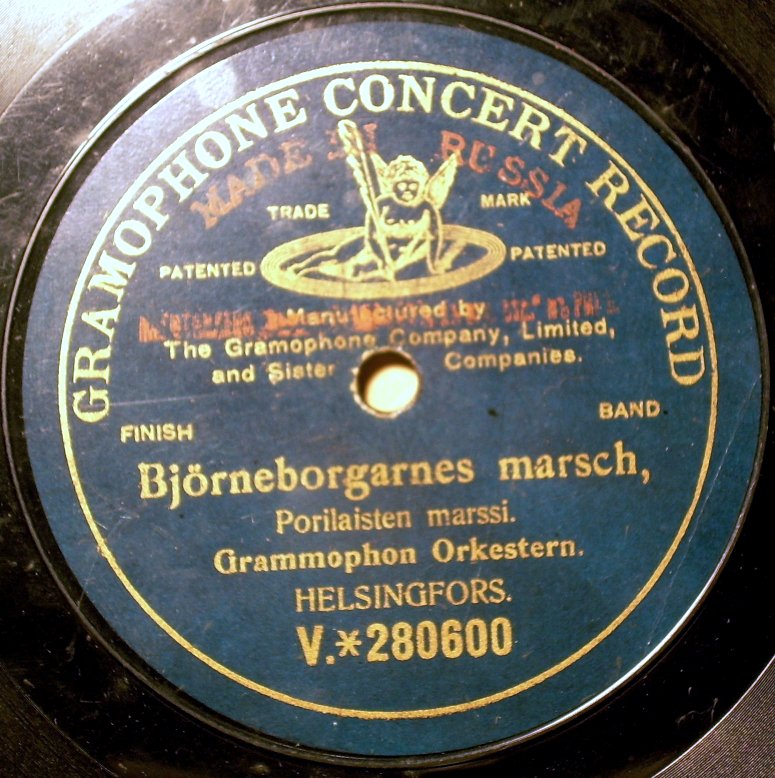 GRAMOPHONE CONCERT RECORD
MADE IN RUSSIA
TRADE MARK
PATENTED PATENTED
Manufactured by
The Gramophone Company, Limited,
and Sister Companies.
FINISH BAND
Björneborgarnes marsch,
Porilaisten marssi.
Grammophon Orkestern.
HELSINGFORS.
V.*280600